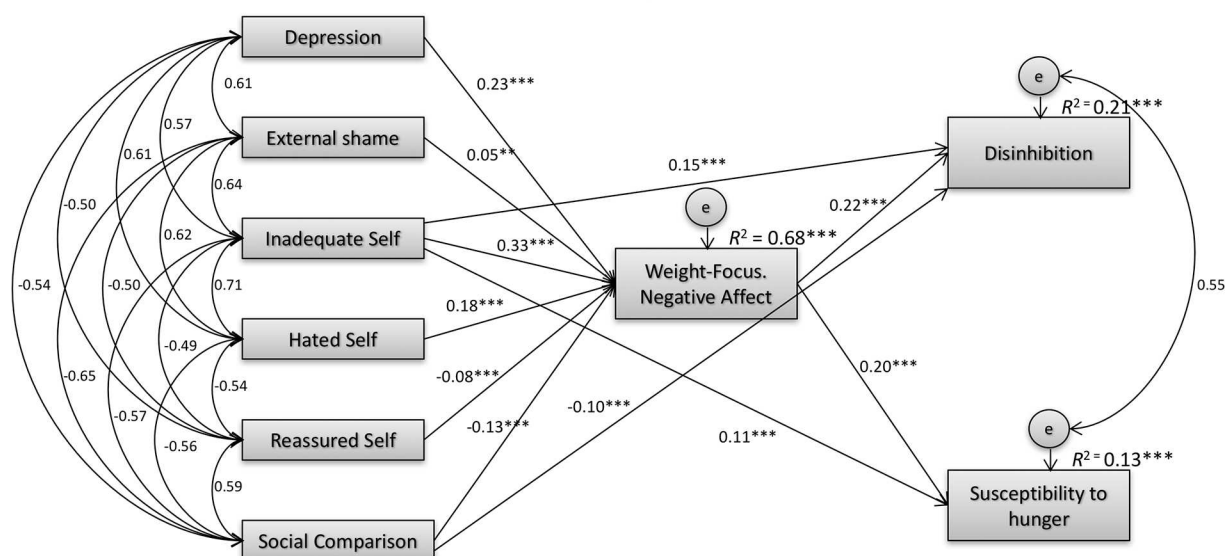 Depression
0.61
0.23***
e
R² = 0.21***
External shame
0.57
0.05**
Disinhibition
0.61
0.64
0.15***
-0.50
e
0.22***
Inadequate Self
0.62
0.33***
R² = 0.68***
Weight-Focus.
Negative Affect
-0.54
-0.50
0.71
0.55
0.18***
Hated Self
-0.49
0.20***
-0.65
-0.54
-0.08***
-0.10***
-0.57
-0.13***
0.11***
e
Reassured Self
-0.56
R² = 0.13***
0.59
Susceptibility to
hunger
Social Comparison